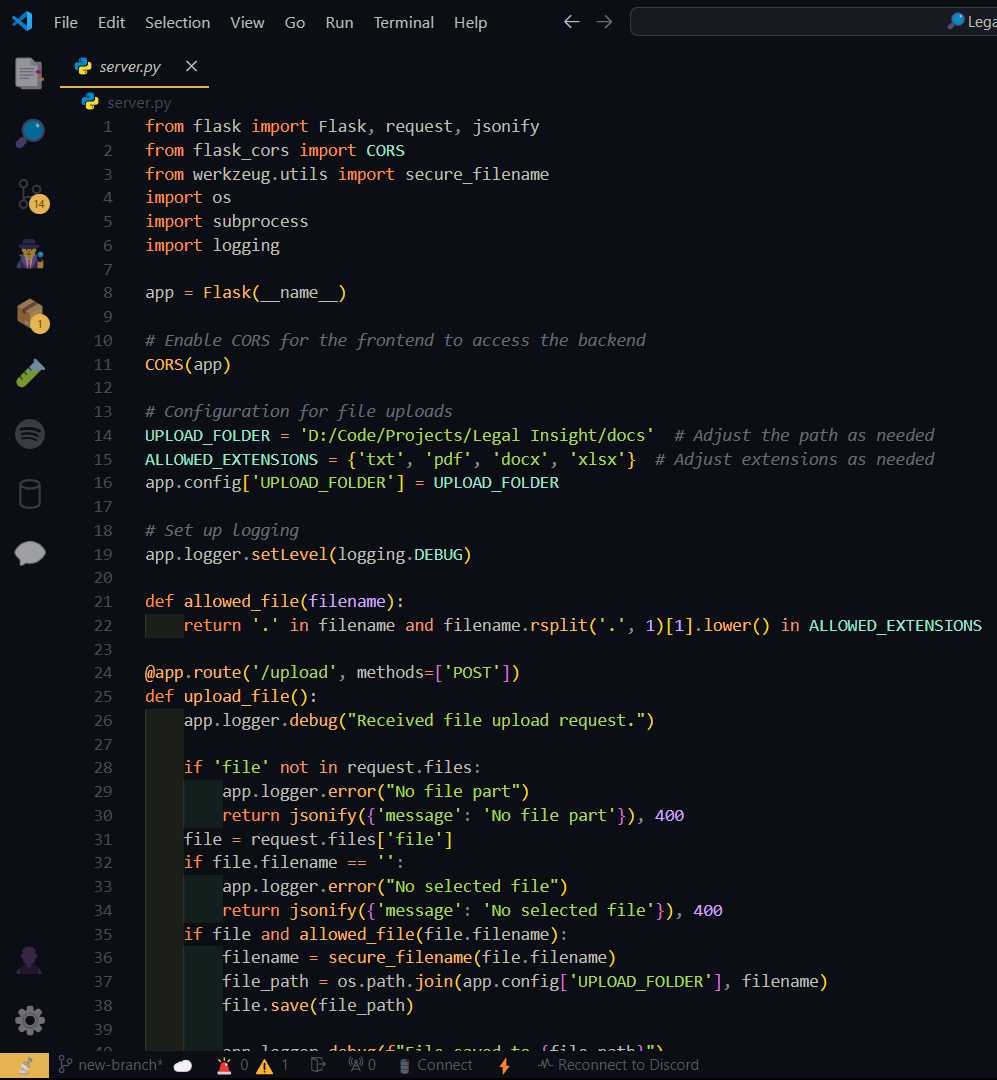 File Edit Selection View Go Run Terminal Help
Lega
server.py
server.py
14
1
1 from flask import Flask, request, jsonify
2 from flask_cors import CORS
3 from werkzeug.utils import secure_filename
4 import os
5 import subprocess
6 import logging
7
8 app = Flask(__name__)
9
10 # Enable CORS for the frontend to access the backend
11 CORS(app)
12
13 # Configuration for file uploads
14 UPLOAD_FOLDER = 'D:/Code/Projects/Legal Insight/docs'  # Adjust the path as needed
15 ALLOWED_EXTENSIONS = {'txt', 'pdf', 'docx', 'xlsx'}  # Adjust extensions as needed
16 app.config['UPLOAD_FOLDER'] = UPLOAD_FOLDER
17
18 # Set up logging
19 app.logger.setLevel(logging.DEBUG)
20
21 def allowed_file(filename):
22     return '.' in filename and filename.rsplit('.', 1)[1].lower() in ALLOWED_EXTENSIONS
23
24 @app.route('/upload', methods=['POST'])
25 def upload_file():
26     app.logger.debug("Received file upload request.")
27
28     if 'file' not in request.files:
29         app.logger.error("No file part")
30         return jsonify({'message': 'No file part'}), 400
31     file = request.files['file']
32     if file.filename == '':
33         app.logger.error("No selected file")
34         return jsonify({'message': 'No selected file'}), 400
35     if file and allowed_file(file.filename):
36         filename = secure_filename(file.filename)
37         file_path = os.path.join(app.config['UPLOAD_FOLDER'], filename)
38         file.save(file_path)
39
40         app.logger.debug(f"File saved to {file_path}")
new-branch* 0 1 0 Connect Reconnect to Discord